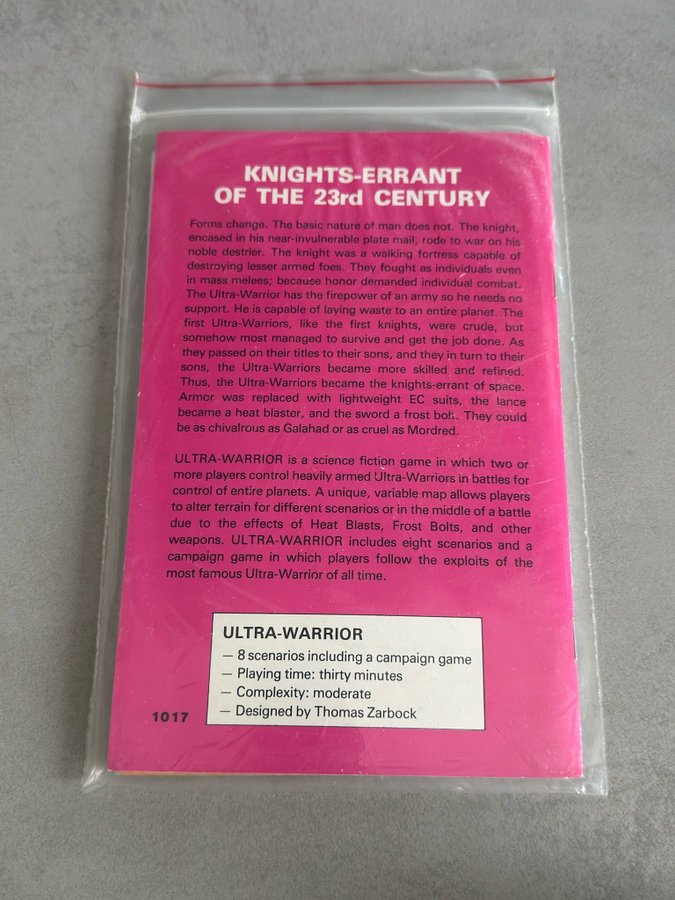 KNIGHTS-ERRANT
OF THE 23rd CENTURY
Forms change. The basic nature of man does not. The knight,
encased in his near-invulnerable plate mail, rode to war on his
noble destrier. The knight was a walking fortress capable of
destroying lesser armed foes. They fought as individuals even
in mass melees; because honor demanded individual combat.
The Ultra-Warrior has the firepower of an army so he needs no
support. He is capable of laying waste to an entire planet. The
first Ultra-Warriors, like the first knights, were crude, but
somehow most managed to survive and get the job done. As
they passed on their titles to their sons, and they in turn to their
sons, the Ultra-Warriors became more skilled and refined.
Thus, the Ultra-Warriors became the knights-errant of space.
Armor was replaced with lightweight EC suits, the lance
became a heat blaster, and the sword a frost bolt. They could
be as chivalrous as Galahad or as cruel as Mordred.
ULTRA-WARRIOR is a science fiction game in which two or
more players control heavily armed Ultra-Warriors in battles for
control of entire planets. A unique, variable map allows players
to alter terrain for different scenarios or in the middle of a battle
due to the effects of Heat Blasts, Frost Bolts, and other
weapons. ULTRA-WARRIOR includes eight scenarios and a
campaign game in which players follow the exploits of the
most famous Ultra-Warrior of all time.
ULTRA-WARRIOR
— 8 scenarios including a campaign game
— Playing time: thirty minutes
— Complexity: moderate
— Designed by Thomas Zarbock
1017